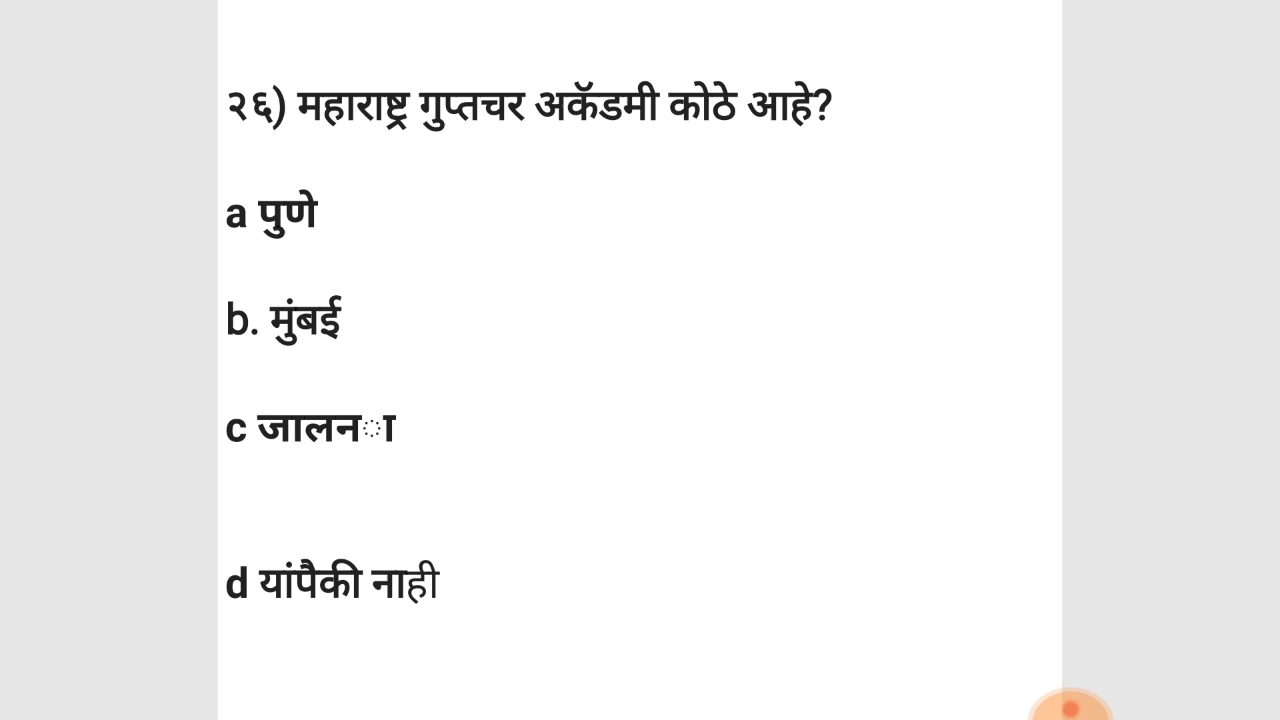 २६) महाराष्ट्र गुप्तचर अकॅडमी कोठे आहे?
a पुणे
b. मुंबई
c जालन◌ा
d यांपैकी नाही